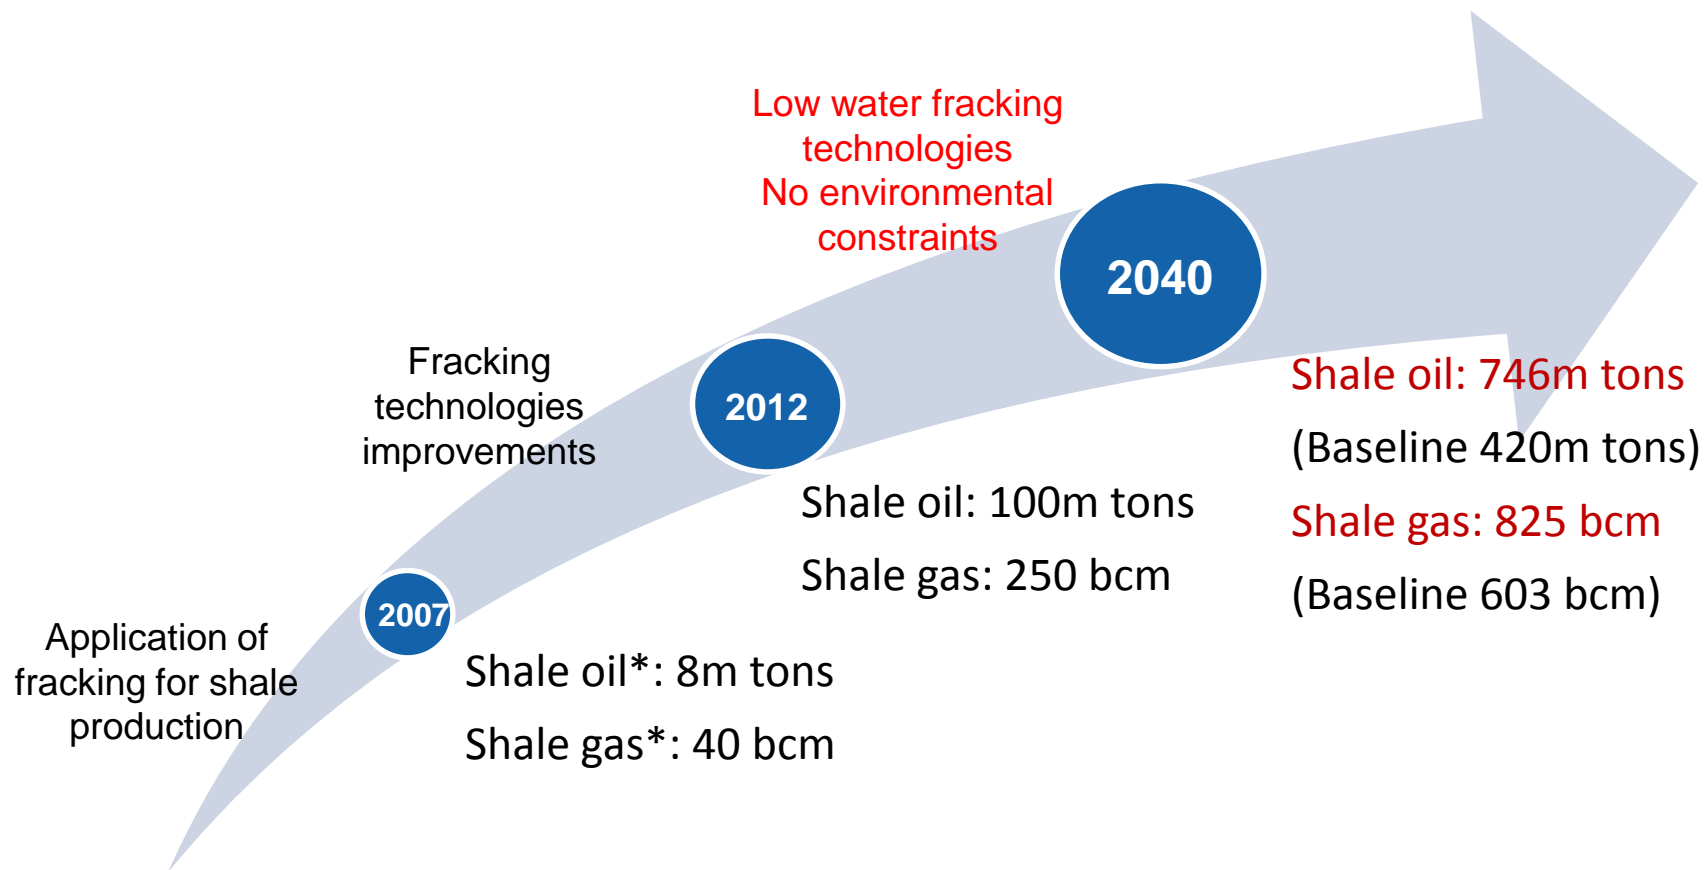 Low water fracking
technologies
No environmental
constraints
2040
Fracking
technologies
improvements
2012
Shale oil: 746m tons
(Baseline 420m tons)
Shale gas: 825 bcm
(Baseline 603 bcm)
Shale oil: 100m tons
Shale gas: 250 bcm
2007
Application of
fracking for shale
production
Shale oil*: 8m tons
Shale gas*: 40 bcm